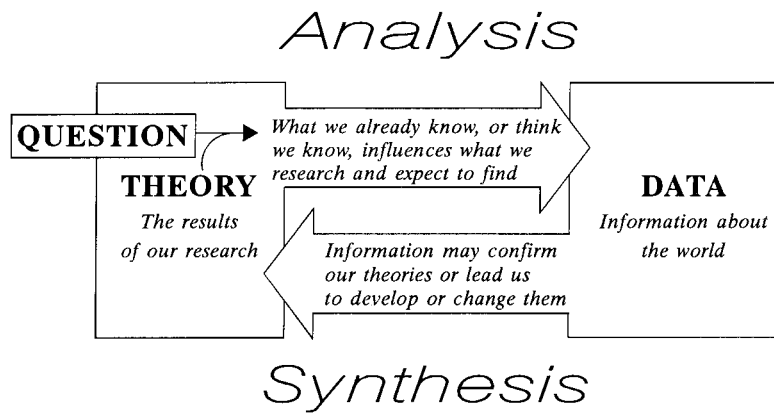 Analysis
QUESTION
What we already know, or think
we know, influences what we
research and expect to find
THEORY
The results
of our research
DATA
Information about
the world
Information may confirm
our theories or lead us
to develop or change them
Synthesis